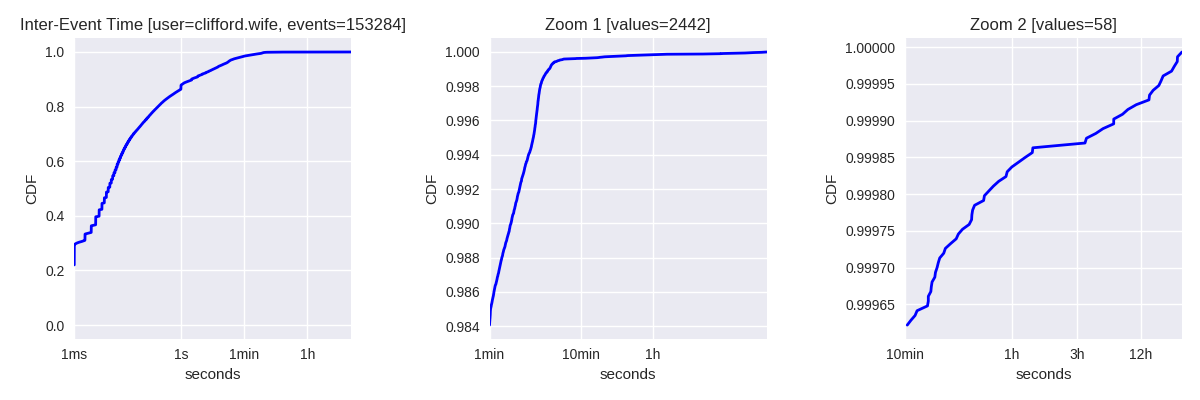 Inter-Event Time [user=clifford.wife, events=153284]
CDF
1.0
0.8
0.6
0.4
0.2
0.0
1ms 1s 1min 1h
seconds
Zoom 1 [values=2442]
CDF
1.000
0.998
0.996
0.994
0.992
0.990
0.988
0.986
0.984
1min 10min 1h
seconds
Zoom 2 [values=58]
CDF
1.00000
0.99995
0.99990
0.99985
0.99980
0.99975
0.99970
0.99965
10min 1h 3h 12h
seconds